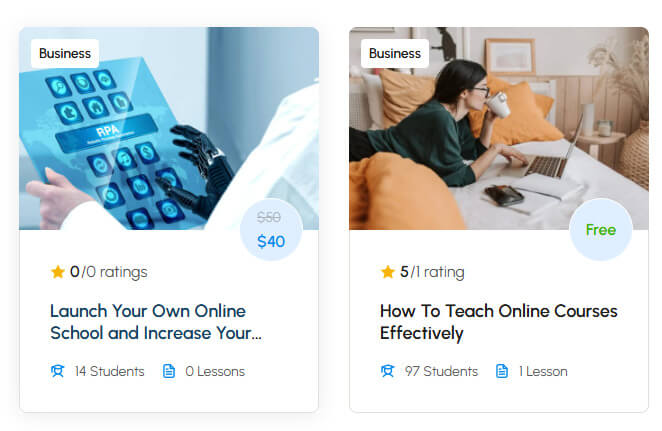 Business
RPA
$50
$40
0/0 ratings
Launch Your Own Online
School and Increase Your...
14 Students
0 Lessons
Business
Free
5/1 rating
How To Teach Online Courses
Effectively
97 Students
1 Lesson